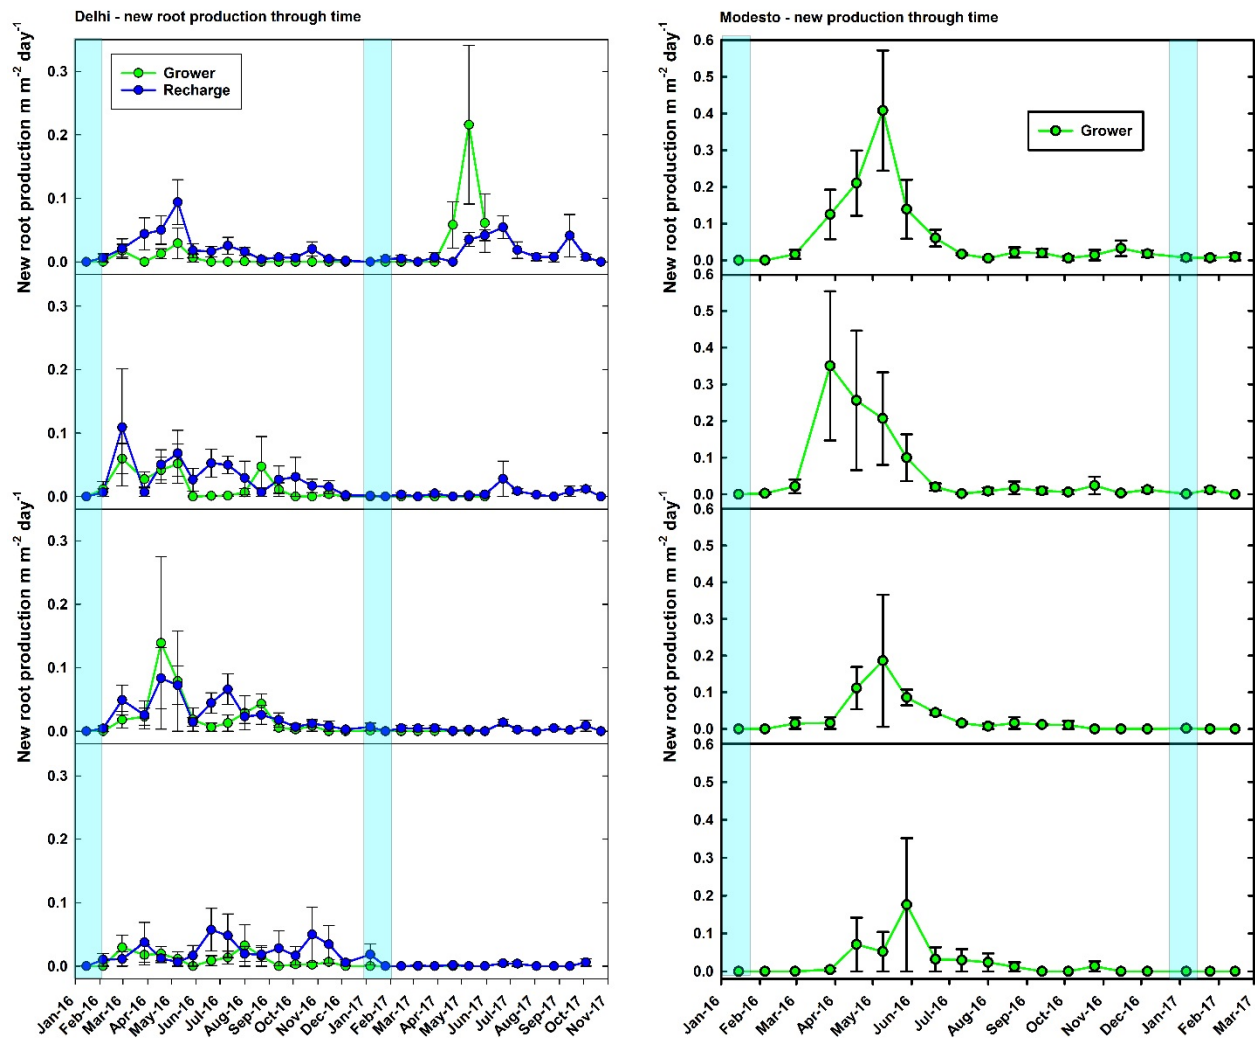 Delhi - new root production through time
New root production m m-2 day-1
New root production m m-2 day-1
0.3
0.2
0.1
0.0
0.3
0.2
0.1
0.0
0.3
0.2
0.1
0.0
0.3
0.2
0.1
0.0
Grower
Recharge
Jan-16
Feb-16
Mar-16
Apr-16
May-16
Jun-16
Jul-16
Aug-16
Sep-16
Oct-16
Nov-16
Dec-16
Jan-17
Feb-17
Mar-17
Apr-17
May-17
Jun-17
Jul-17
Aug-17
Sep-17
Oct-17
Nov-17
Modesto - new production through time
New root production m m-2 day-1
New root production m m-2 day-1
0.6
0.5
0.4
0.3
0.2
0.1
0.0
0.6
0.5
0.4
0.3
0.2
0.1
0.0
0.6
0.5
0.4
0.3
0.2
0.1
0.0
0.6
0.5
0.4
0.3
0.2
0.1
0.0
Grower
Jan-16
Feb-16
Mar-16
Apr-16
May-16
Jun-16
Jul-16
Aug-16
Sep-16
Oct-16
Nov-16
Dec-16
Jan-17
Feb-17
Mar-17